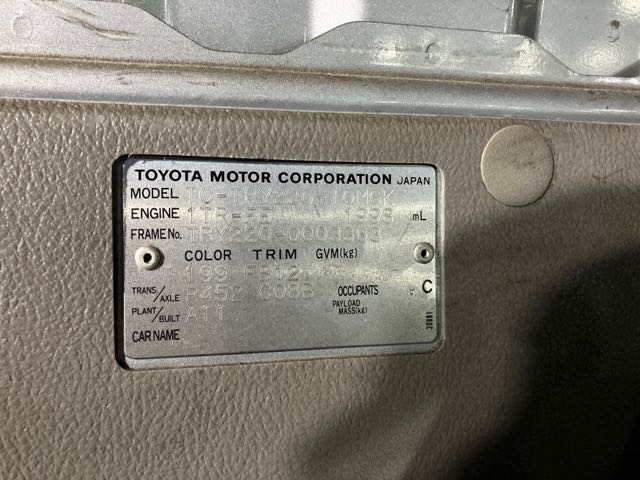 TOYOTA MOTOR CORPORATION JAPAN
MODEL
ENGINE 1TR-FE 1998 mL
FRAME No.
COLOR TRIM GVM(kg)
199 FB12
TRANS./AXLE R452 OCCUPANTS C
PLANT/BUILT A11 PAYLOAD MASS(kg)
CAR NAME
30881